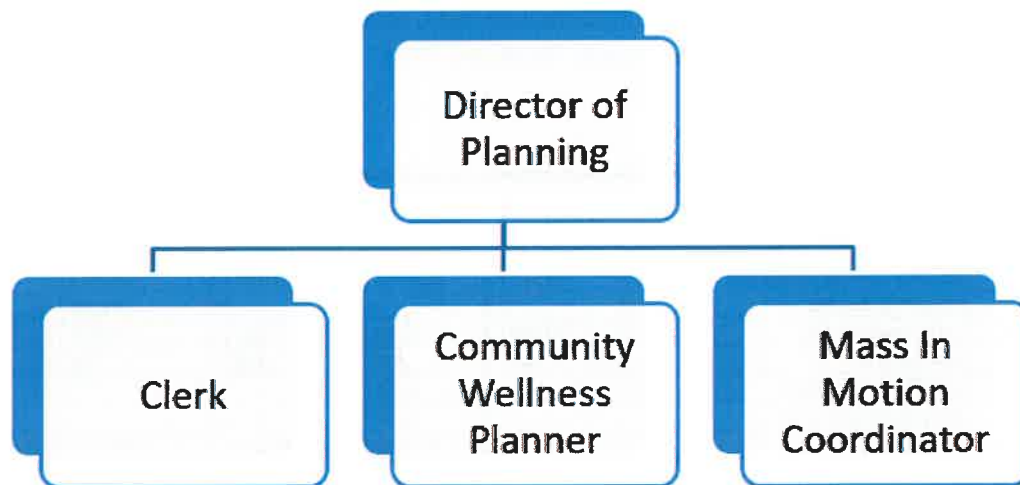 Director of
Planning
Clerk
Community
Wellness
Planner
Mass In
Motion
Coordinator